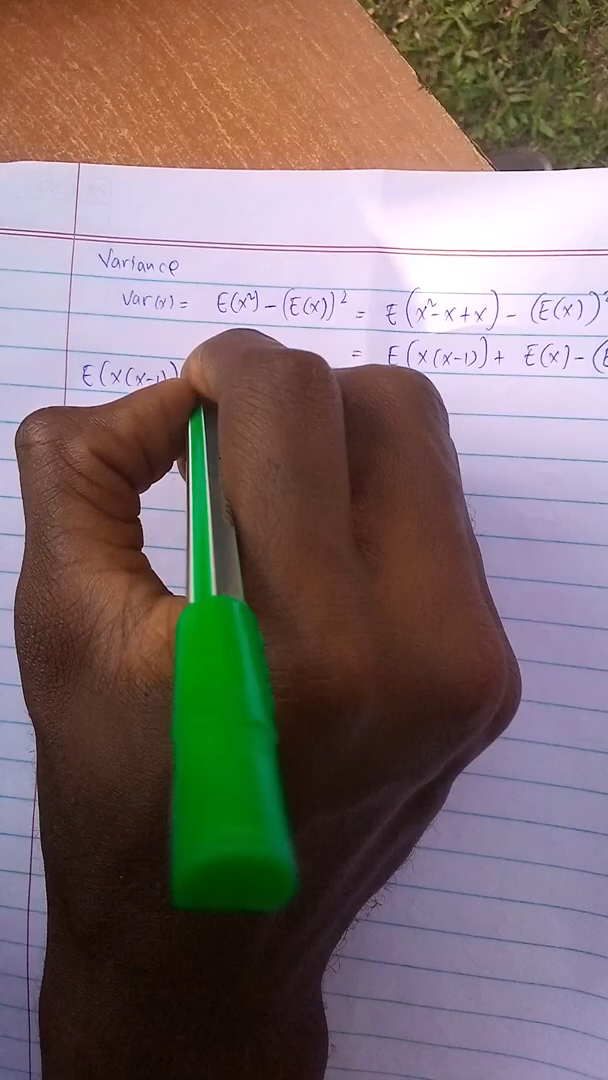 Variance
Var(x) = E(x²) - (E(x))² = E(x²-x+x) - (E(x))²
= E(x(x-1)) + E(x) - (E
E(x(x-1))